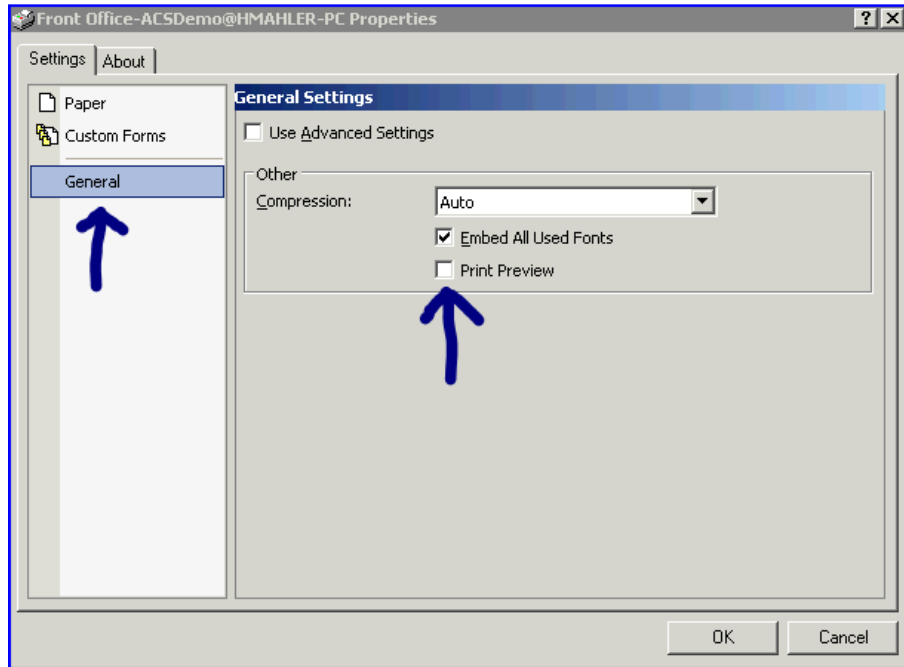 Front Office-ACSDemo@HMAHLER-PC Properties
Settings
About
Paper
Custom Forms
General
General Settings
Use Advanced Settings
Other
Compression:
Auto
Embed All Used Fonts
Print Preview
OK
Cancel